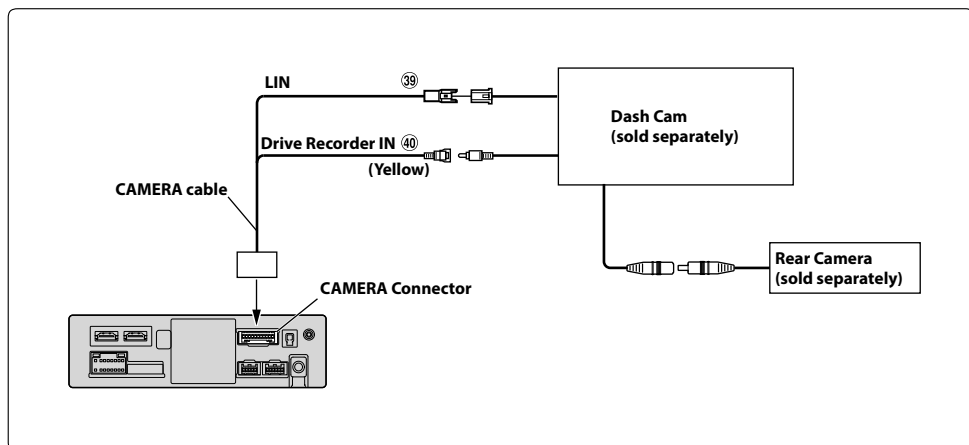 LIN
㊴
Dash Cam
(sold separately)
Drive Recorder IN ㊵
(Yellow)
CAMERA cable
Rear Camera
(sold separately)
CAMERA Connector